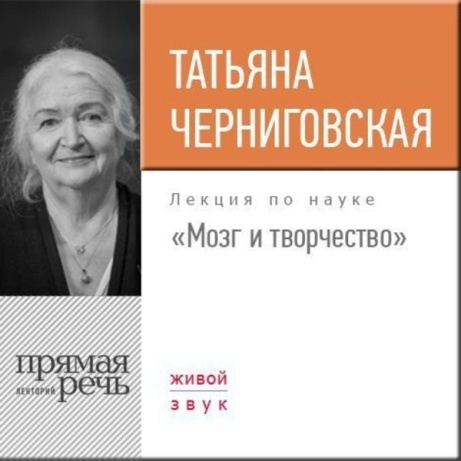 ТАТЬЯНА
ЧЕРНИГОВСКАЯ
Лекция по науке
«Мозг и творчество»
прямая
ЛЕКТОРИЙ речь
живой
звук